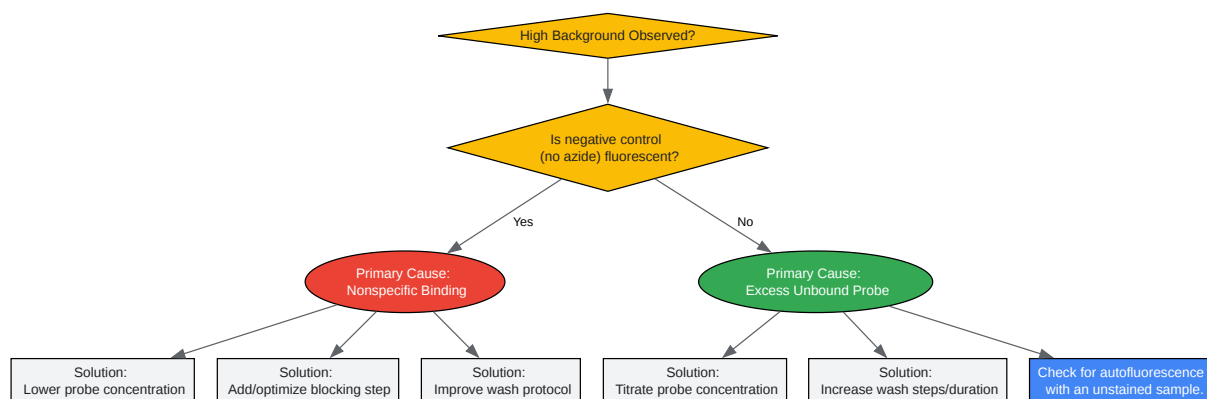 High Background Observed?
Is negative control
(no azide) fluorescent?
Yes
No
Primary Cause:
Nonspecific Binding
Primary Cause:
Excess Unbound Probe
Solution:
Lower probe concentration
Solution:
Add/optimize blocking step
Solution:
Improve wash protocol
Solution:
Titrate probe concentration
Solution:
Increase wash steps/duration
Check for autofluorescence
with an unstained sample.